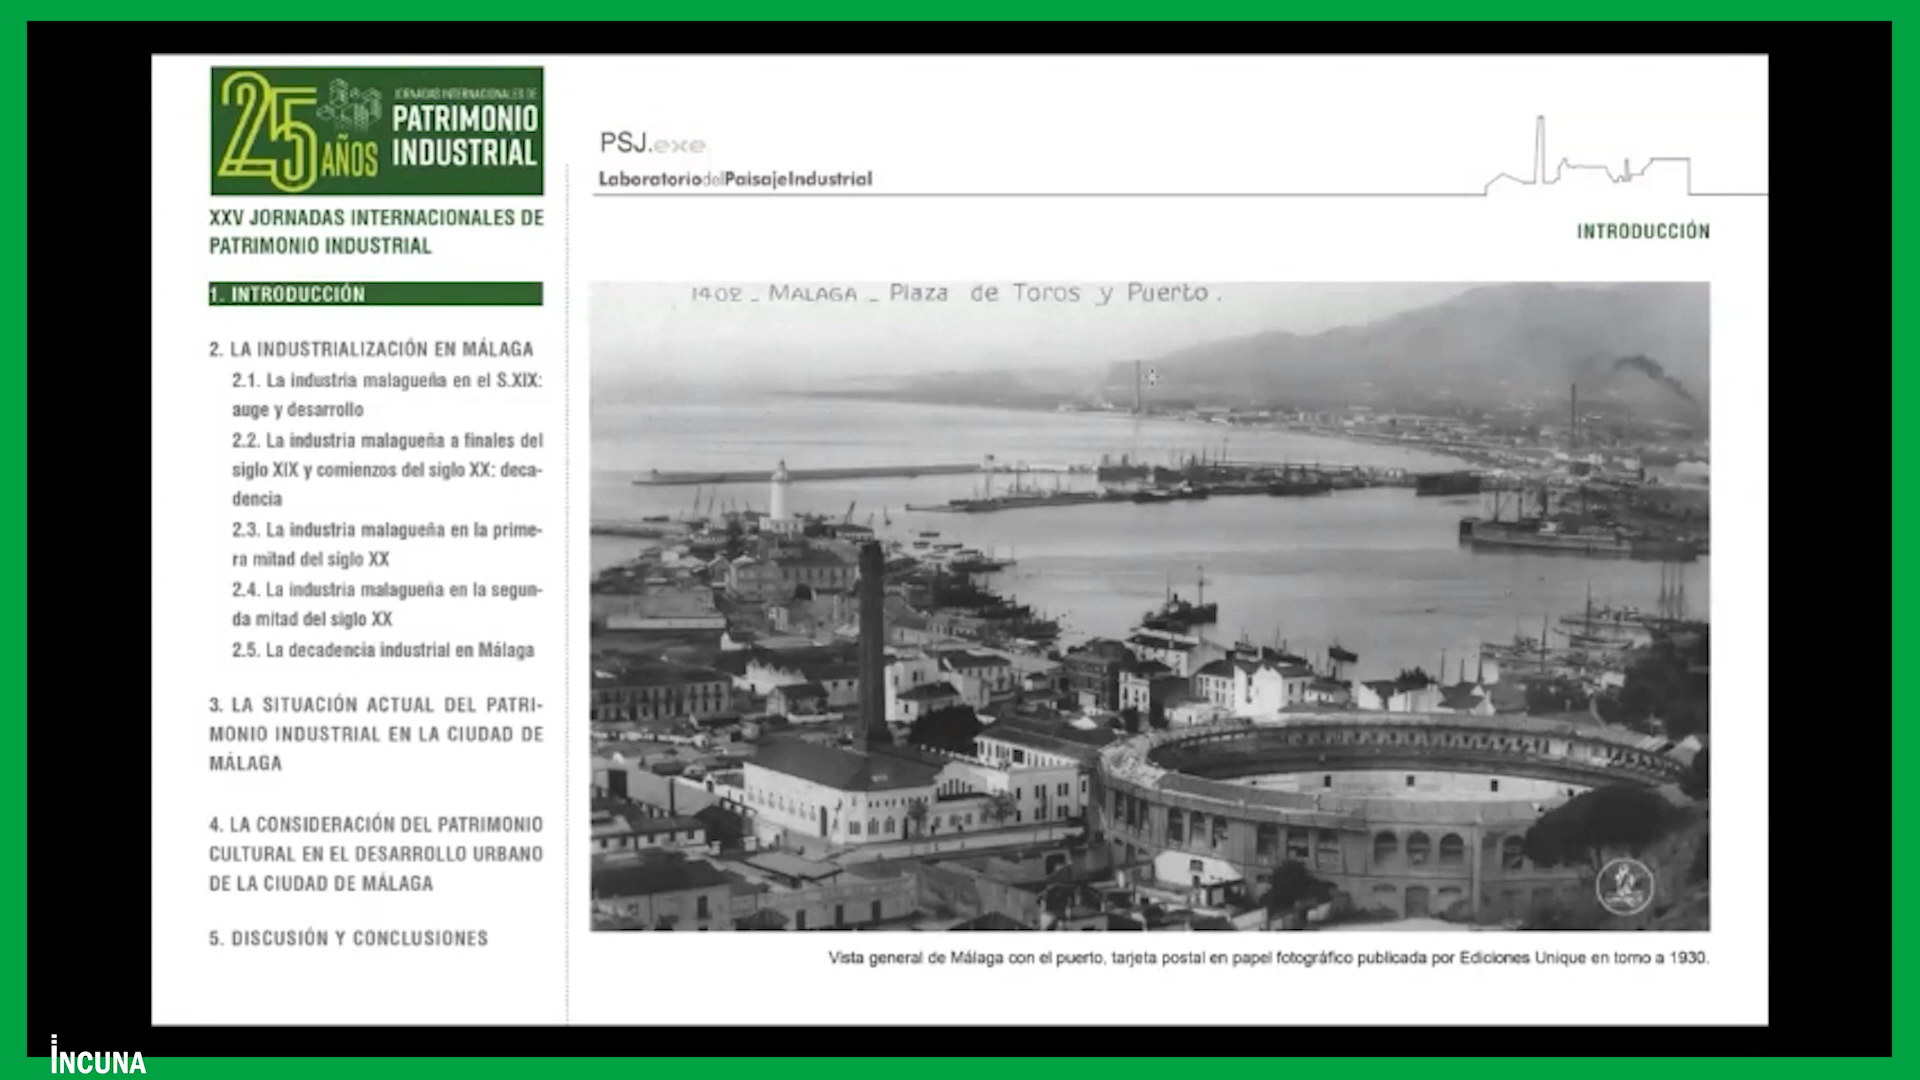 25 AÑOS
JORNADAS INTERNACIONALES DE
PATRIMONIO
INDUSTRIAL
XXV JORNADAS INTERNACIONALES DE
PATRIMONIO INDUSTRIAL
1. INTRODUCCIÓN
2. LA INDUSTRIALIZACIÓN EN MÁLAGA
2.1. La industria malagueña en el S.XIX:
auge y desarrollo
2.2. La industria malagueña a finales del
siglo XIX y comienzos del siglo XX: deca-
dencia
2.3. La industria malagueña en la prime-
ra mitad del siglo XX
2.4. La industria malagueña en la segun-
da mitad del siglo XX
2.5. La decadencia industrial en Málaga
3. LA SITUACIÓN ACTUAL DEL PATRI-
MONIO INDUSTRIAL EN LA CIUDAD DE
MÁLAGA
4. LA CONSIDERACIÓN DEL PATRIMONIO
CULTURAL EN EL DESARROLLO URBANO
DE LA CIUDAD DE MÁLAGA
5. DISCUSIÓN Y CONCLUSIONES
PSJ.exe
LaboratoriodelPaisajeIndustrial
INTRODUCCIÓN
1402 - MALAGA - Plaza de Toros y Puerto.
Vista general de Málaga con el puerto, tarjeta postal en papel fotográfico publicada por Ediciones Unique en torno a 1930.
INCUNA